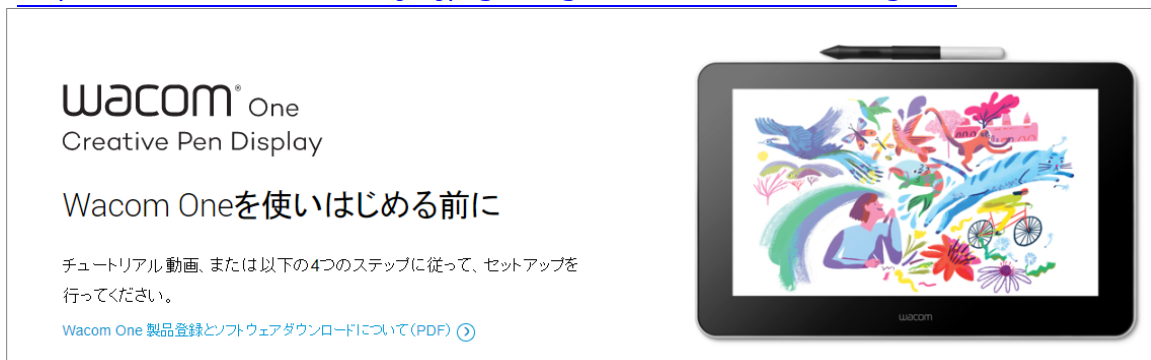 wacom® One
Creative Pen Display
Wacom Oneを使いはじめる前に
チュートリアル動画、または以下の4つのステップに従って、セットアップを
行ってください。
Wacom One 製品登録とソフトウェアダウンロードについて(PDF)
wacom